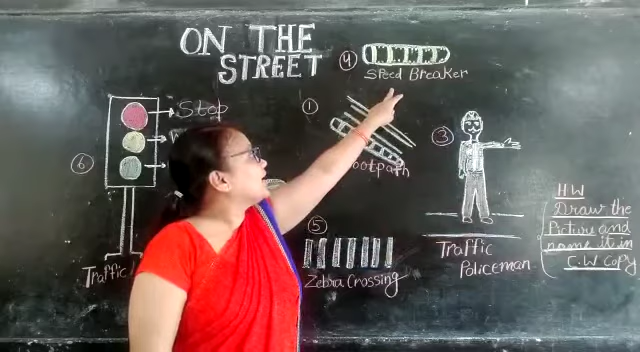 ON THE
STREET
④
Speed Breaker
①
ootpath
③
Traffic
Policeman
⑥
Stop
Traffic
⑤
Zebra Crossing
HW
Draw the
Picture and
name it in
C.W Copy